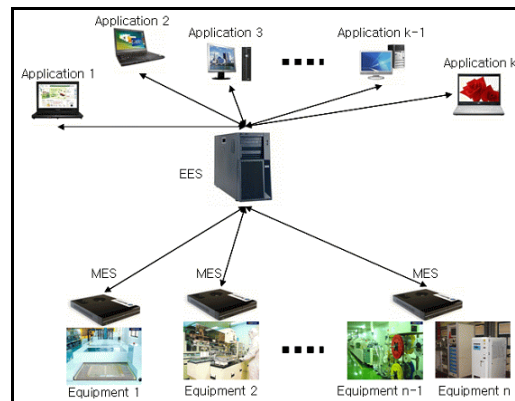 Application 2
Application 3
Application k-1
Application 1
Application k
EES
MES
MES
MES
Equipment 1
Equipment 2
Equipment n-1
Equipment n